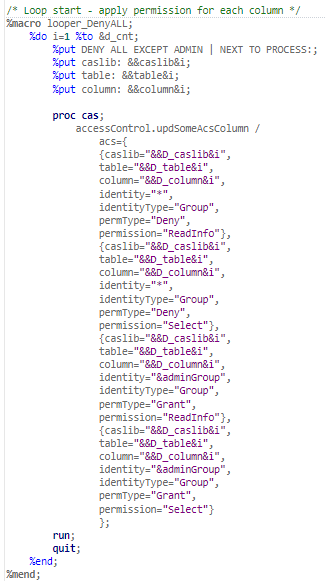 /* Loop start - apply permission for each column */
%macro looper_DenyALL;
%do i=1 %to &d_cnt;
%put DENY ALL EXCEPT ADMIN | NEXT TO PROCESS:;
%put caslib: &&caslib&i;
%put table: &&table&i;
%put column: &&column&i;
proc cas;
accessControl.updSomeAcsColumn /
acs={
{caslib="&&D_caslib&i",
table="&&D_table&i",
column="&&D_column&i",
identity="*",
identityType="Group",
permType="Deny",
permission="ReadInfo"},
{caslib="&&D_caslib&i",
table="&&D_table&i",
column="&&D_column&i",
identity="*",
identityType="Group",
permType="Deny",
permission="Select"},
{caslib="&&D_caslib&i",
table="&&D_table&i",
column="&&D_column&i",
identity="&adminGroup",
identityType="Group",
permType="Grant",
permission="ReadInfo"},
{caslib="&&D_caslib&i",
table="&&D_table&i",
column="&&D_column&i",
identity="&adminGroup",
identityType="Group",
permType="Grant",
permission="Select"}
};
run;
quit;
%end;
%mend;